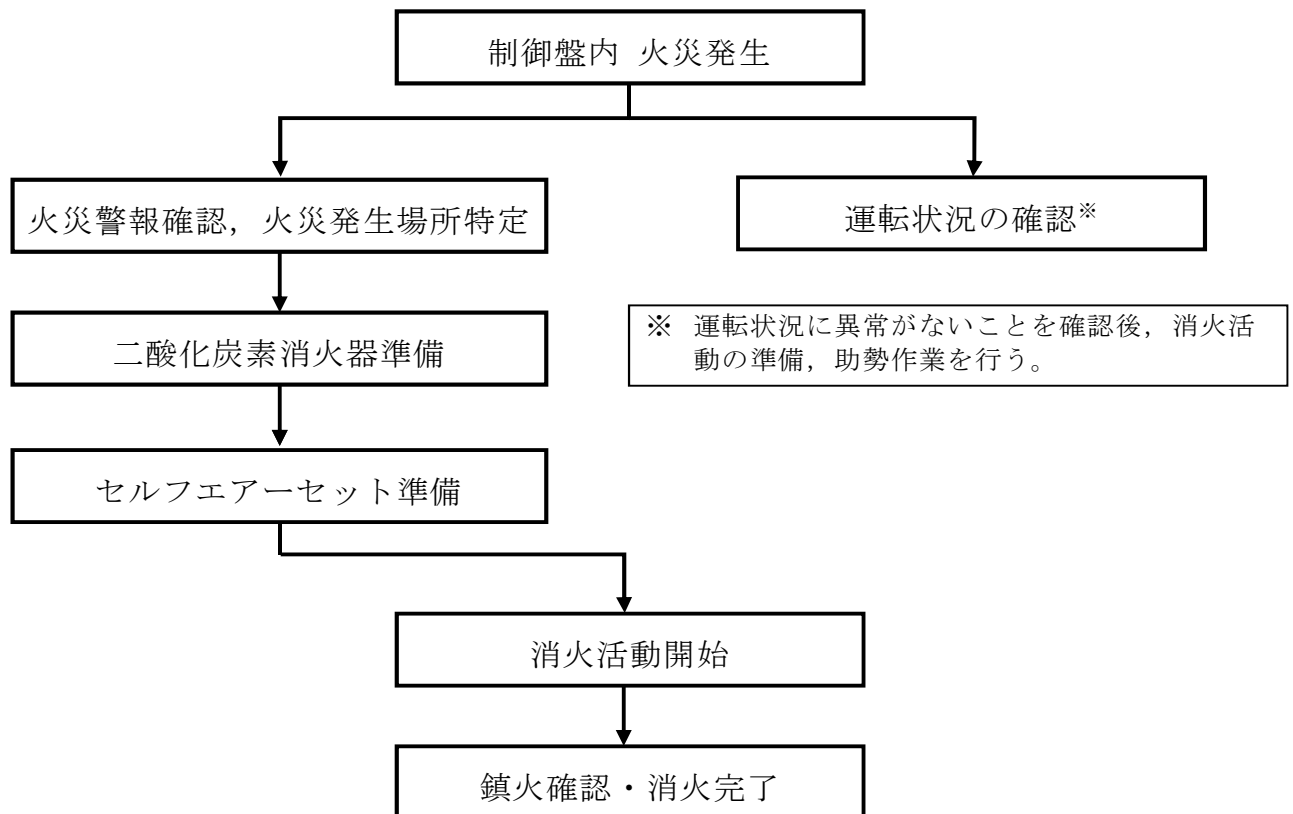 制御盤内 火災発生
火災警報確認，火災発生場所特定
運転状況の確認※
二酸化炭素消火器準備
※ 運転状況に異常がないことを確認後，消火活
動の準備，助勢作業を行う。
セルフエアーセット準備
消火活動開始
鎮火確認・消火完了